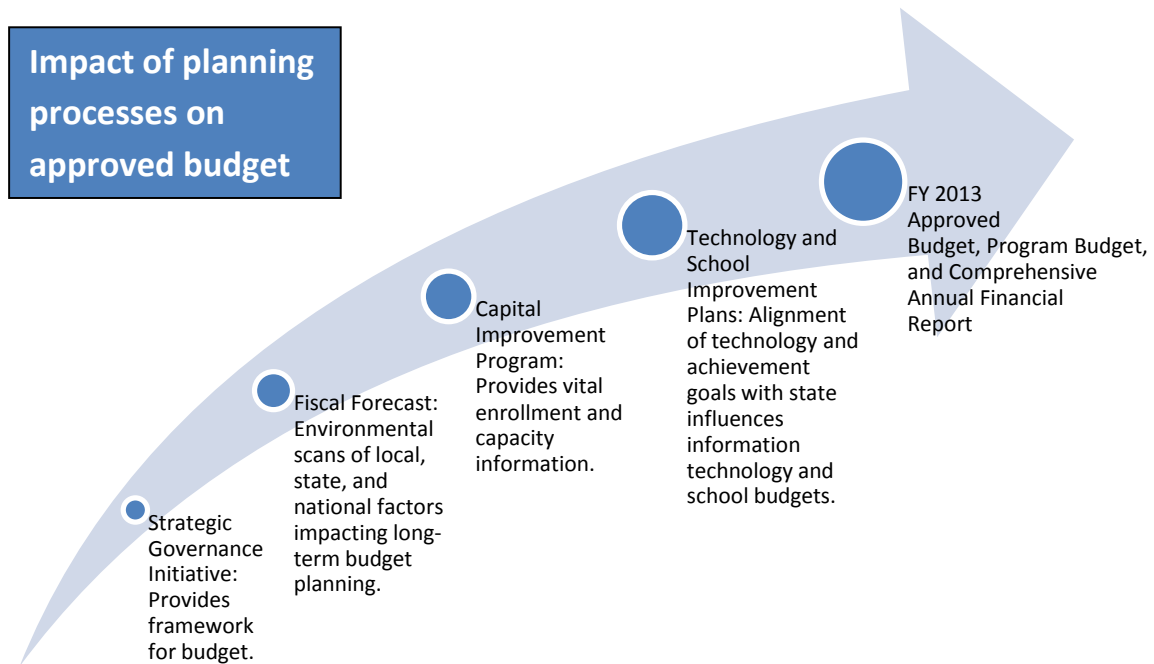 Impact of planning
processes on
approved budget
Strategic
Governance
Initiative:
Provides
framework
for budget.
Fiscal Forecast:
Environmental
scans of local,
state, and
national factors
impacting long-
term budget
planning.
Capital
Improvement
Program:
Provides vital
enrollment and
capacity
information.
Technology and
School
Improvement
Plans: Alignment
of technology and
achievement
goals with state
influences
information
technology and
school budgets.
FY 2013
Approved
Budget, Program Budget,
and Comprehensive
Annual Financial
Report